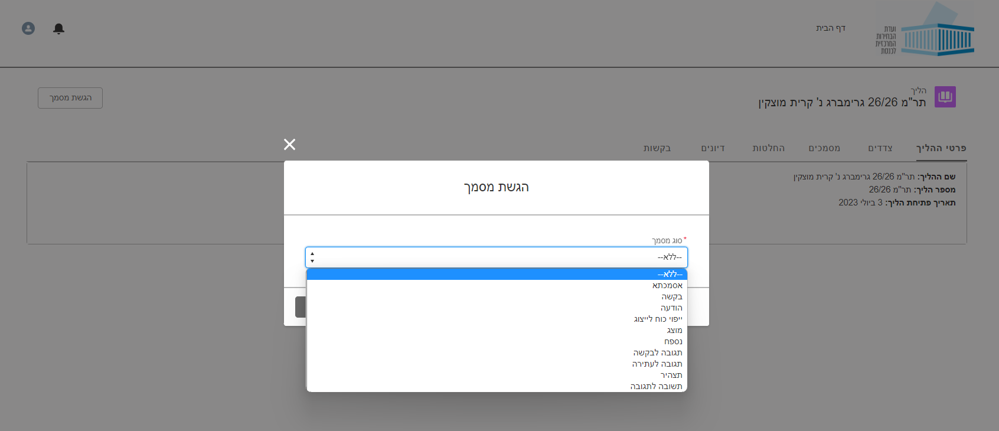 ועדת
הבחירות
המרכזית
לכנסת
דף הבית
הליך
תר"מ 26/26 גרימברג נ' קרית מוצקין
הגשת מסמך
פרטי ההליך
צדדים
מסמכים
החלטות
דיונים
בקשות
שם ההליך: תר"מ 26/26 גרימברג נ' קרית מוצקין
מספר הליך: תר"מ 26/26
תאריך פתיחת הליך: 3 ביולי 2023
הגשת מסמך
*סוג מסמך
--ללא--
--ללא--
אסמכתא
בקשה
הודעה
ייפוי כוח לייצוג
מוצג
נספח
תגובה לבקשה
תגובה לעתירה
תצהיר
תשובה לתגובה